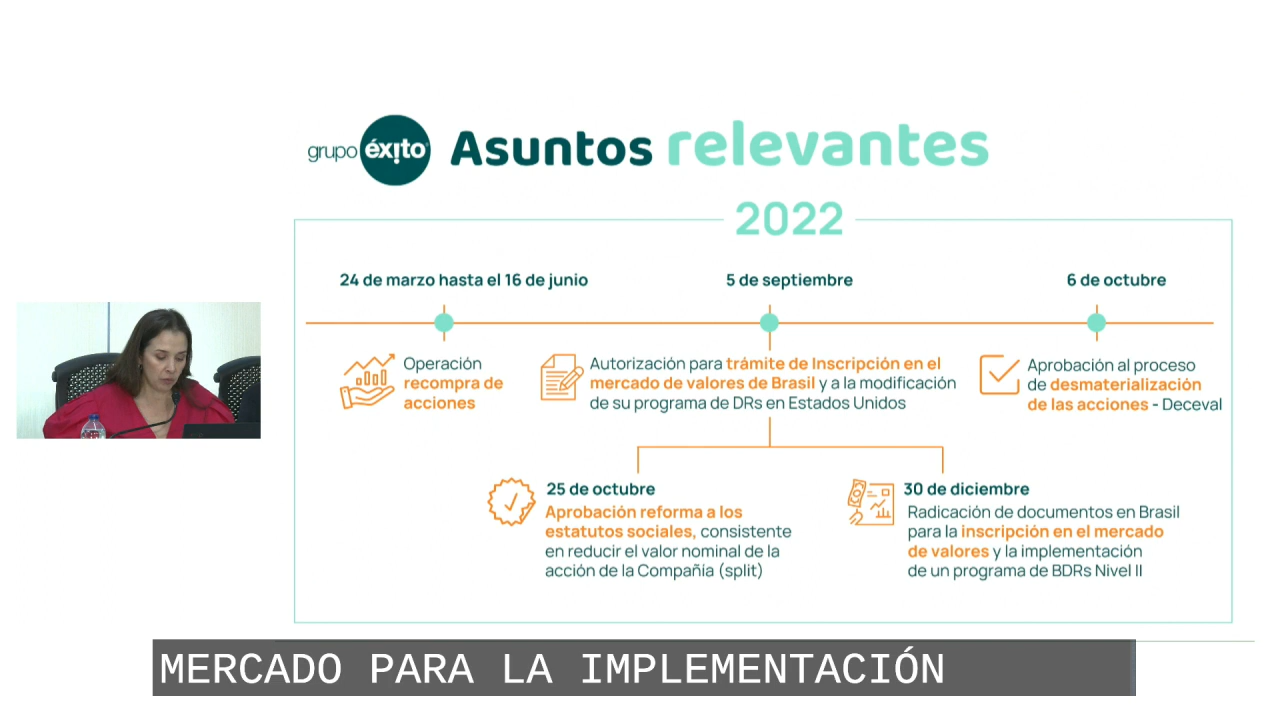 grupo éxito
Asuntos relevantes
2022
24 de marzo hasta el 16 de junio
Operación
recompra de
acciones
5 de septiembre
Autorización para trámite de Inscripción en el
mercado de valores de Brasil y a la modificación
de su programa de DRs en Estados Unidos
6 de octubre
Aprobación al proceso
de desmaterialización
de las acciones - Deceval
25 de octubre
Aprobación reforma a los
estatutos sociales, consistente
en reducir el valor nominal de la
acción de la Compañía (split)
30 de diciembre
Radicación de documentos en Brasil
para la inscripción en el mercado
de valores y la implementación
de un programa de BDRs Nivel II
MERCADO PARA LA IMPLEMENTACIÓN